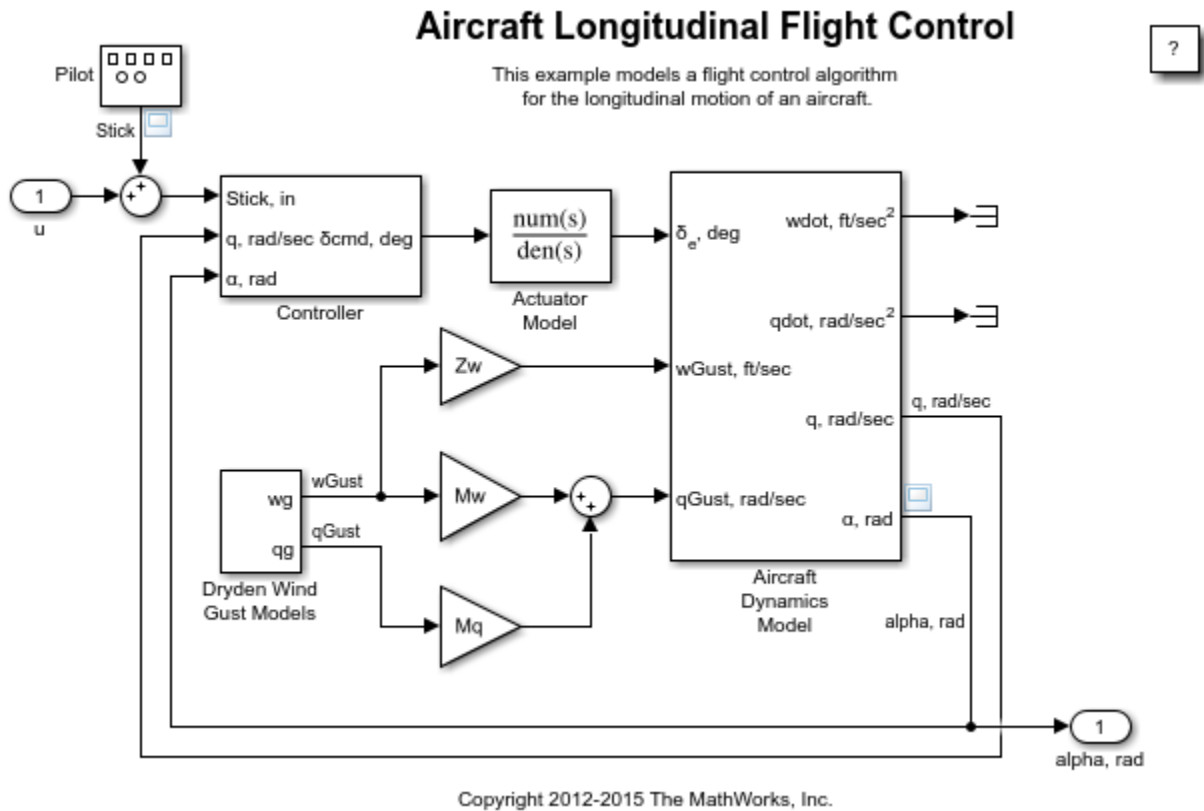 Aircraft Longitudinal Flight Control
?
This example models a flight control algorithm
for the longitudinal motion of an aircraft.
Pilot
Stick
1
u
Stick, in
q, rad/sec δcmd, deg
α, rad
Controller
num(s)
den(s)
Actuator
Model
δe, deg
wGust, ft/sec
qGust, rad/sec
wdot, ft/sec²
qdot, rad/sec²
q, rad/sec
α, rad
Aircraft
Dynamics
Model
q, rad/sec
alpha, rad
Zw
Mw
Mq
wg
qg
wGust
qGust
Dryden Wind
Gust Models
1
alpha, rad
Copyright 2012-2015 The MathWorks, Inc.